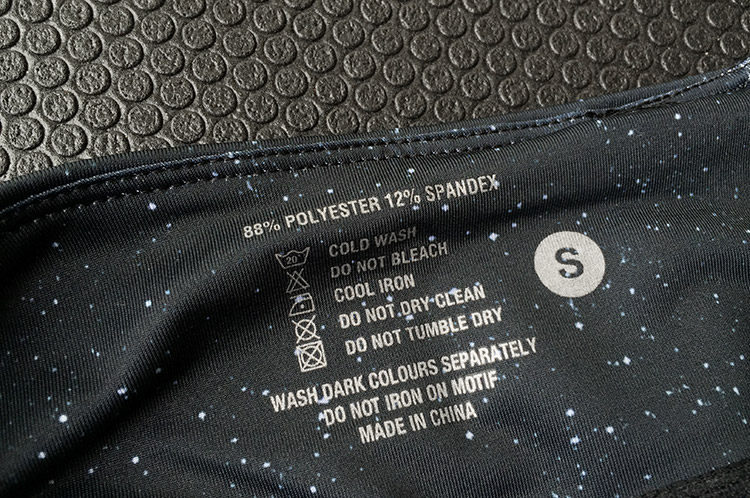 88% POLYESTER 12% SPANDEX
20
COLD WASH
DO NOT BLEACH
COOL IRON
DO NOT DRY CLEAN
DO NOT TUMBLE DRY
S
WASH DARK COLOURS SEPARATELY
DO NOT IRON ON MOTIF
MADE IN CHINA